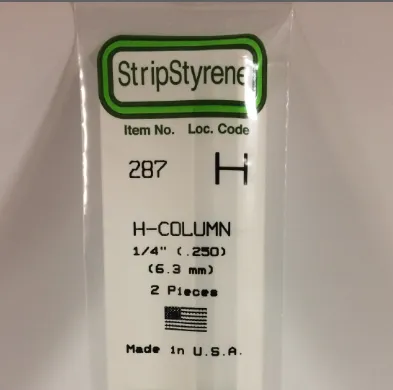 StripStyrene
Item No. Loc. Code
287 H
H-COLUMN
1/4" (.250)
(6.3 mm)
2 Pieces
Made in U.S.A.